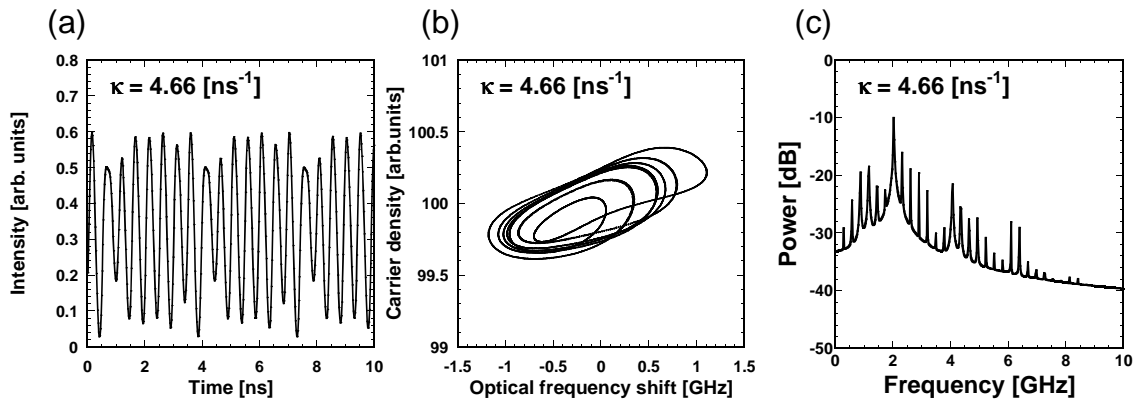 (a)
(b)
(c)
κ = 4.66 [ns⁻¹]
0.8
0.7
0.6
0.5
0.4
0.3
0.2
0.1
0
Intensity [arb. units]
0 2 4 6 8 10
Time [ns]
κ = 4.66 [ns⁻¹]
101
100.5
100
99.5
99
Carrier density [arb.units]
-1.5 -1 -0.5 0 0.5 1 1.5
Optical frequency shift [GHz]
κ = 4.66 [ns⁻¹]
0
-10
-20
-30
-40
-50
Power [dB]
0 2 4 6 8 10
Frequency [GHz]